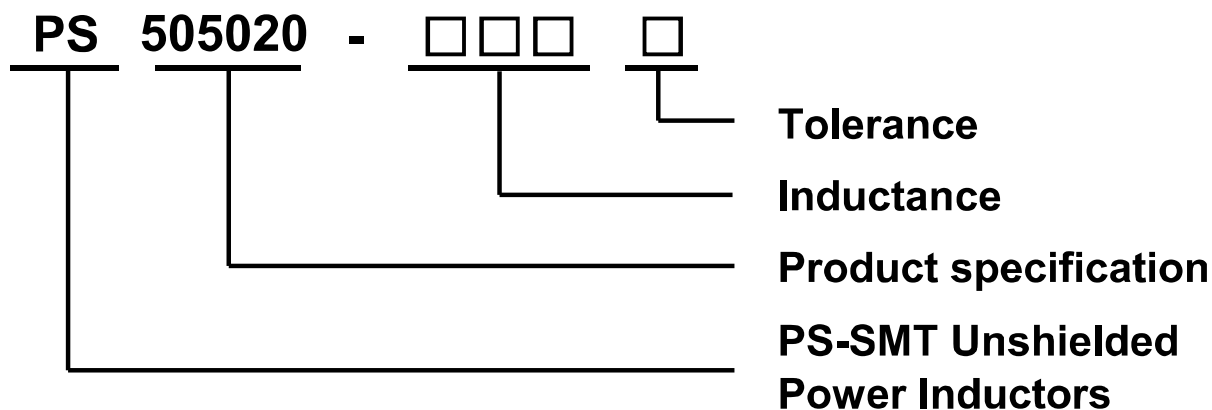 PS 505020 - □□□ □
Tolerance
Inductance
Product specification
PS-SMT Unshielded
Power Inductors